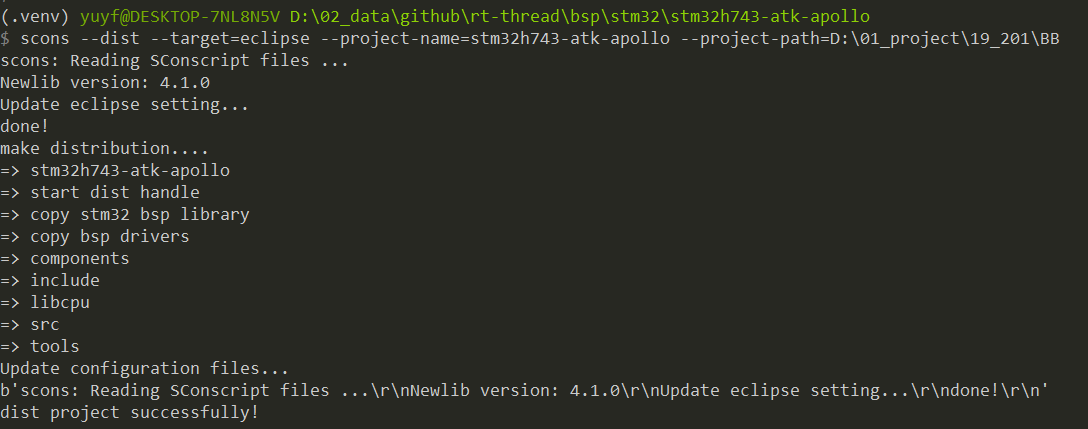 (.venv) yuyf@DESKTOP-7NL8N5V D:\02_data\github\rt-thread\bsp\stm32\stm32h743-atk-apollo
$ scons --dist --target=eclipse --project-name=stm32h743-atk-apollo --project-path=D:\01_project\19_201\BB
scons: Reading SConscript files ...
Newlib version: 4.1.0
Update eclipse setting...
done!
make distribution....
=> stm32h743-atk-apollo
=> start dist handle
=> copy stm32 bsp library
=> copy bsp drivers
=> components
=> include
=> libcpu
=> src
=> tools
Update configuration files...
b'scons: Reading SConscript files ...\r\nNewlib version: 4.1.0\r\nUpdate eclipse setting...\r\ndone!\r\n'
dist project successfully!